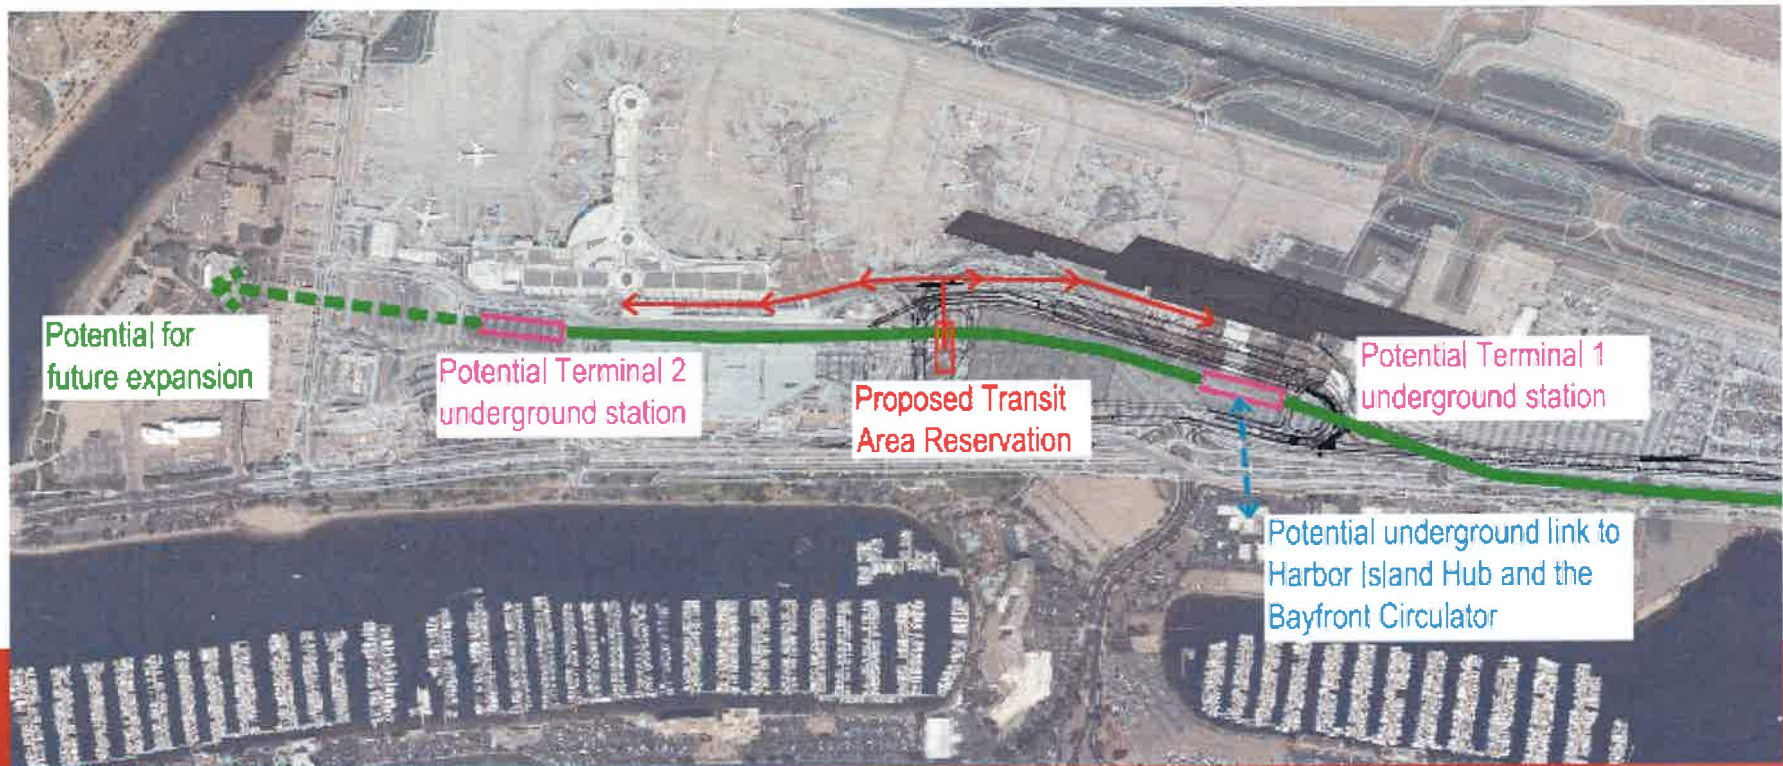 Potential for
future expansion
Potential Terminal 2
underground station
Proposed Transit
Area Reservation
Potential Terminal 1
underground station
Potential underground link to
Harbor Island Hub and the
Bayfront Circulator